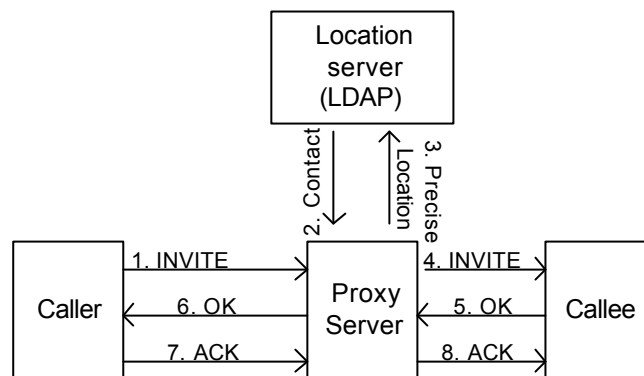 Location
server
(LDAP)
2. Contact
3. Precise
Location
1. INVITE
4. INVITE
Caller
6. OK
Proxy
Server
5. OK
Callee
7. ACK
8. ACK